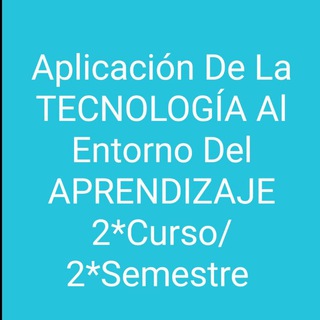 Aplicación De La
TECNOLOGÍA Al
Entorno Del
APRENDIZAJE
2*Curso/
2*Semestre